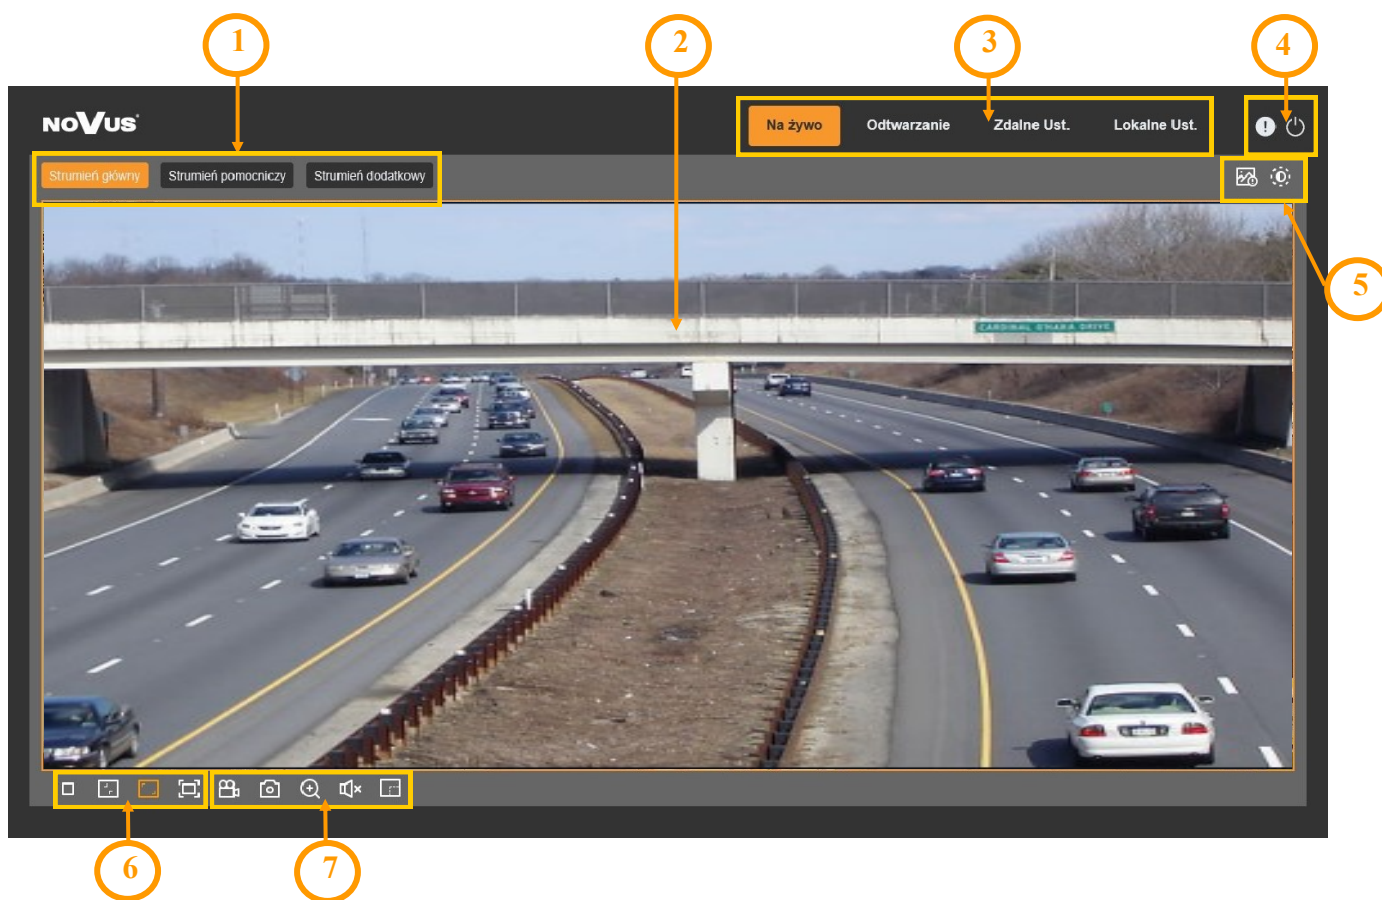 1 2 3 4
NOVUS
Na żywo Odtwarzanie Zdalne Ust. Lokalne Ust.
Strumień główny Strumień pomocniczy Strumień dodatkowy
5
CARDINAL O'HARA DRIVE
6 7